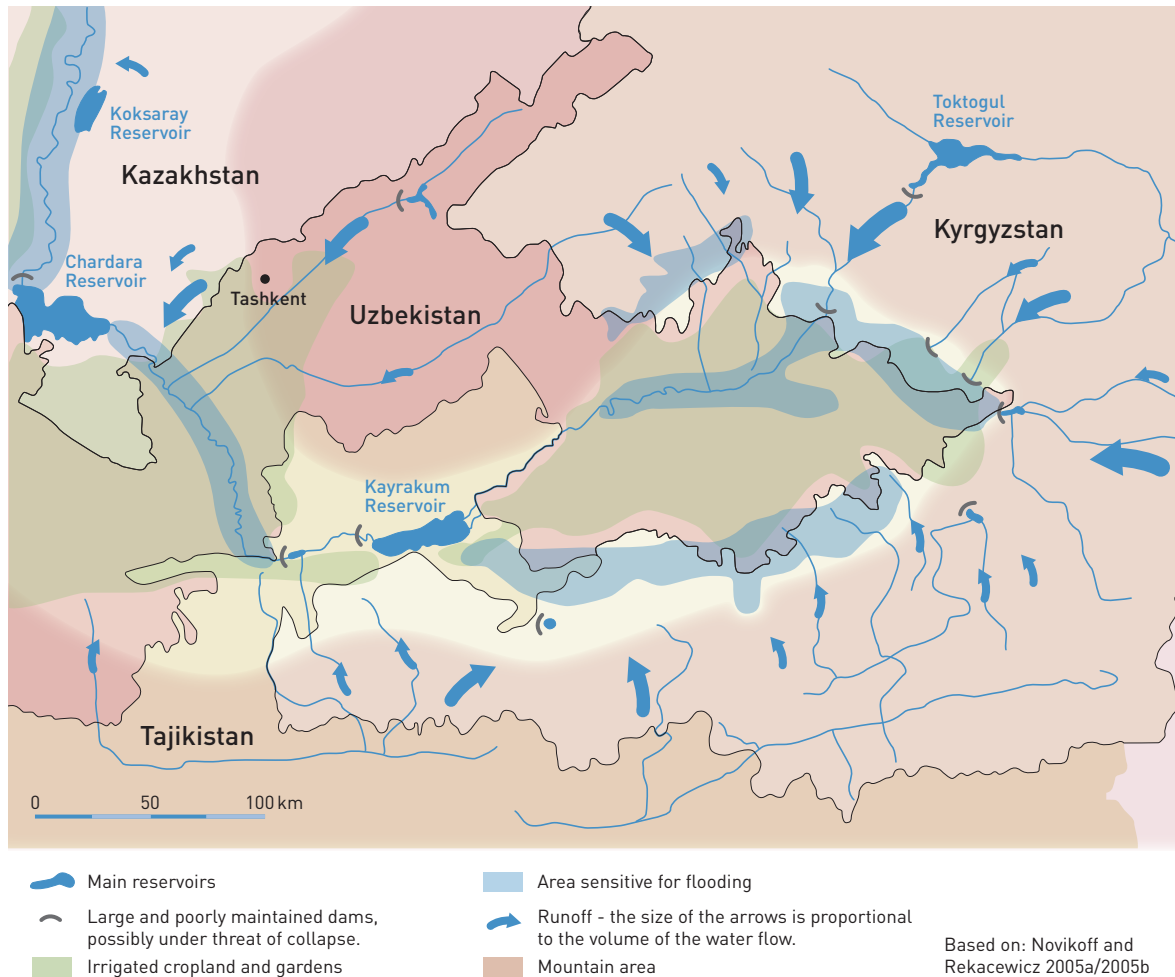 Koksaray
Reservoir
Kazakhstan
Toktogul
Reservoir
Kyrgyzstan
Chardara
Reservoir
Tashkent
Uzbekistan
Kayrakum
Reservoir
Tajikistan
0 50 100 km
Main reservoirs
Large and poorly maintained dams,
possibly under threat of collapse.
Irrigated cropland and gardens
Area sensitive for flooding
Runoff - the size of the arrows is proportional
to the volume of the water flow.
Mountain area
Based on: Novikoff and
Rekacewicz 2005a/2005b